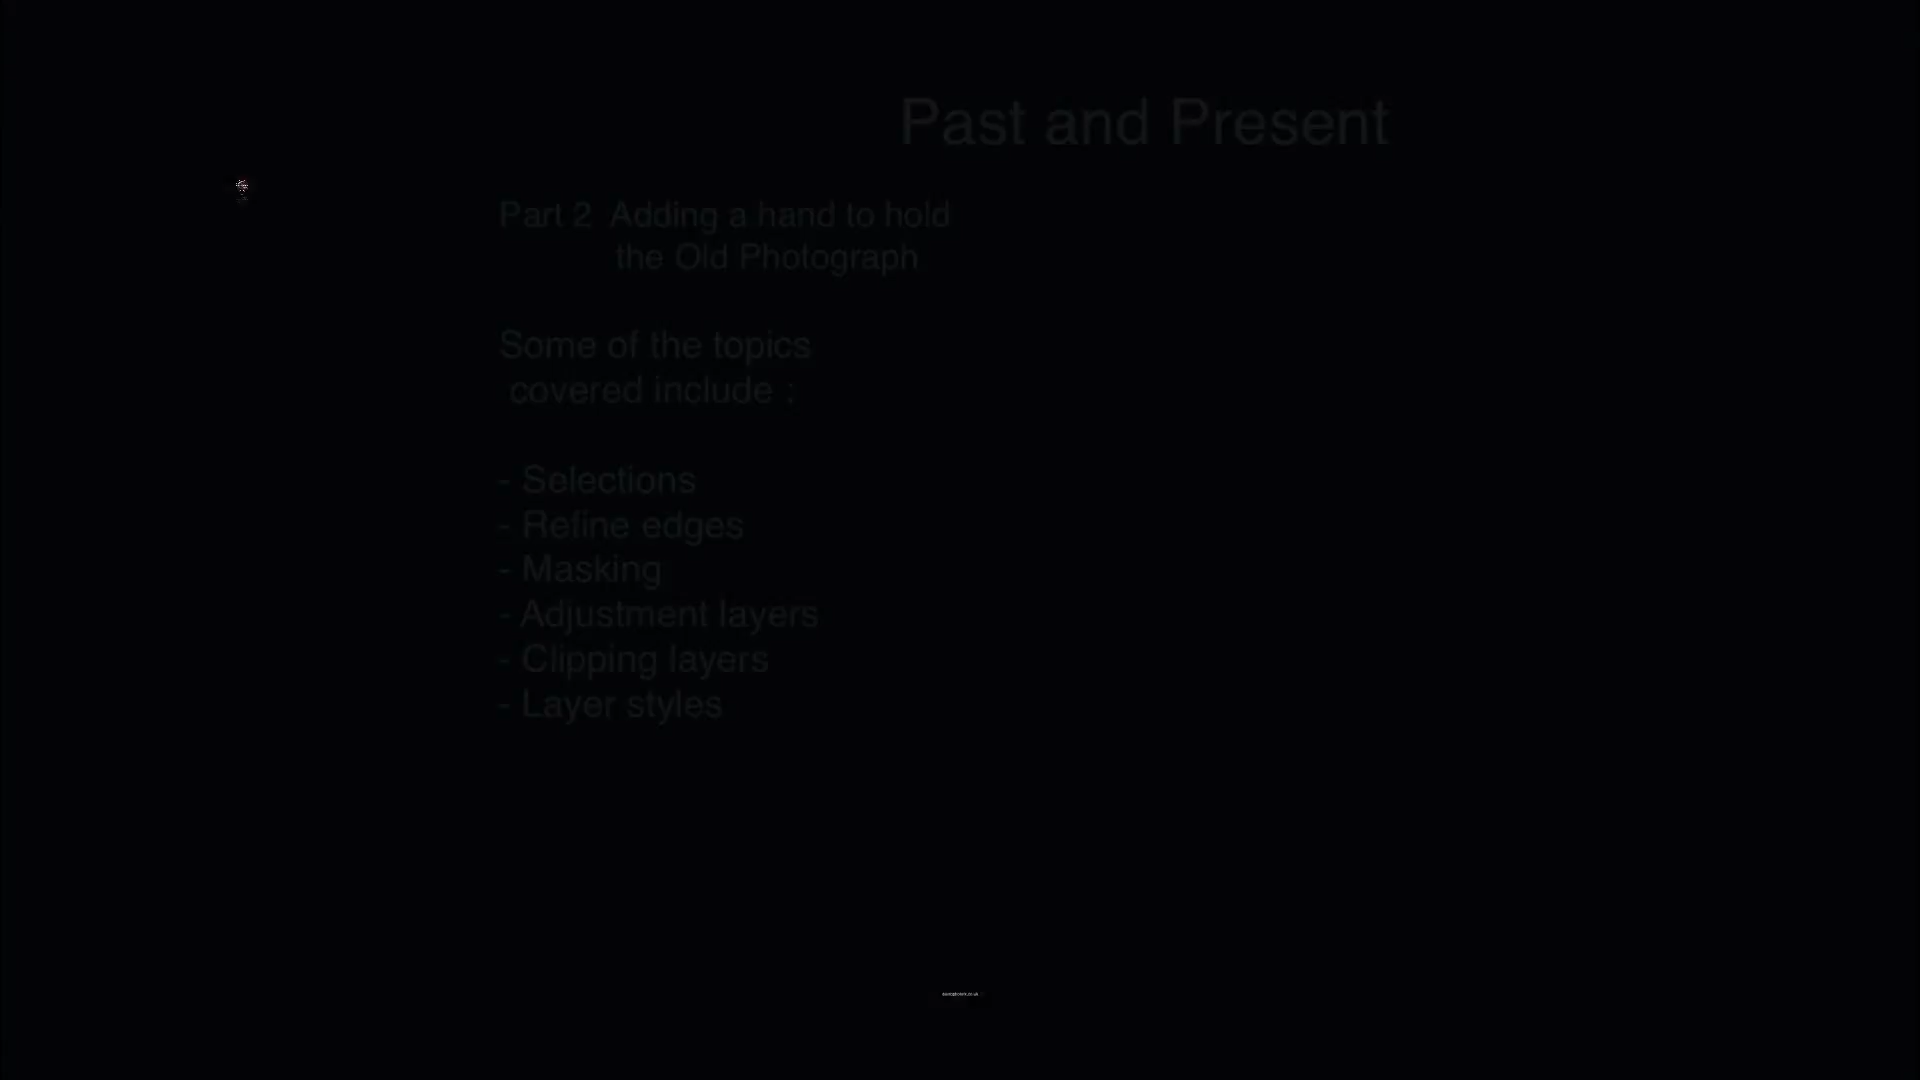 Past and Present
Part 2 Adding a hand to hold
the Old Photograph
Some of the topics
covered include :
- Selections
- Refine edges
- Masking
- Adjustment layers
- Clipping layers
- Layer styles